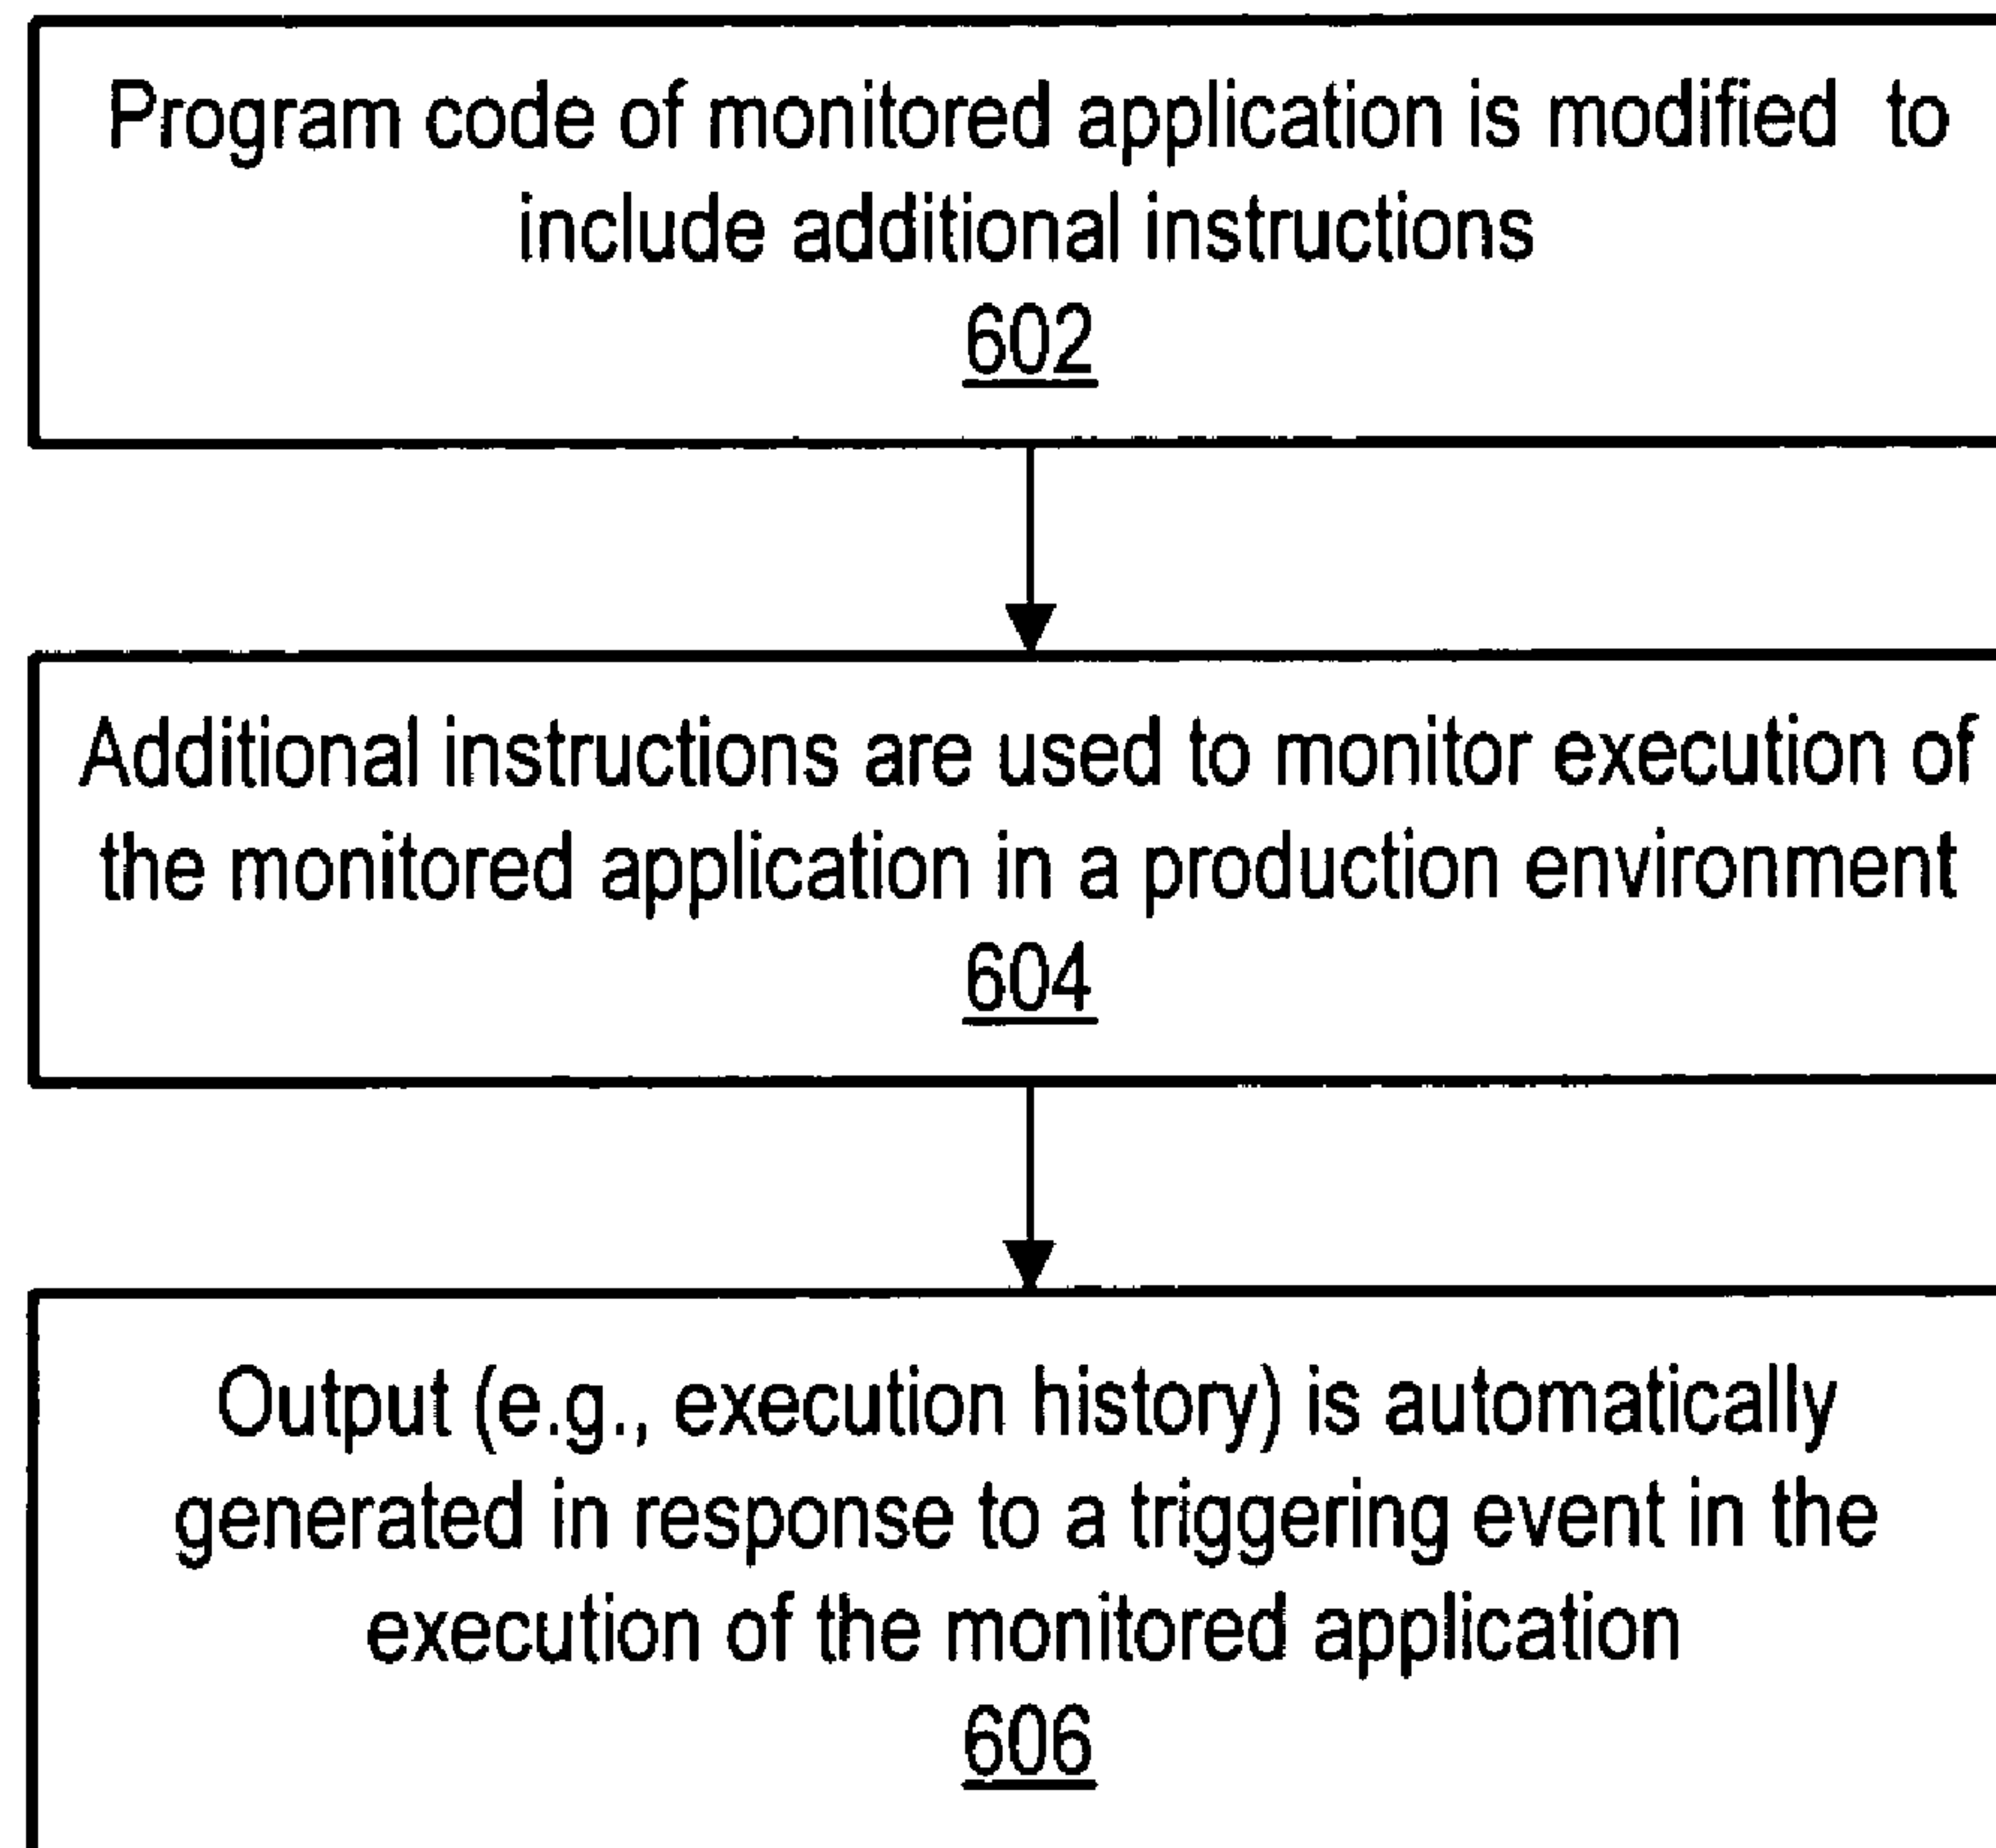 Program code of monitored application is modified to
include additional instructions
602
Additional instructions are used to monitor execution of
the monitored application in a production environment
604
Output (e.g., execution history) is automatically
generated in response to a triggering event in the
execution of the monitored application
606